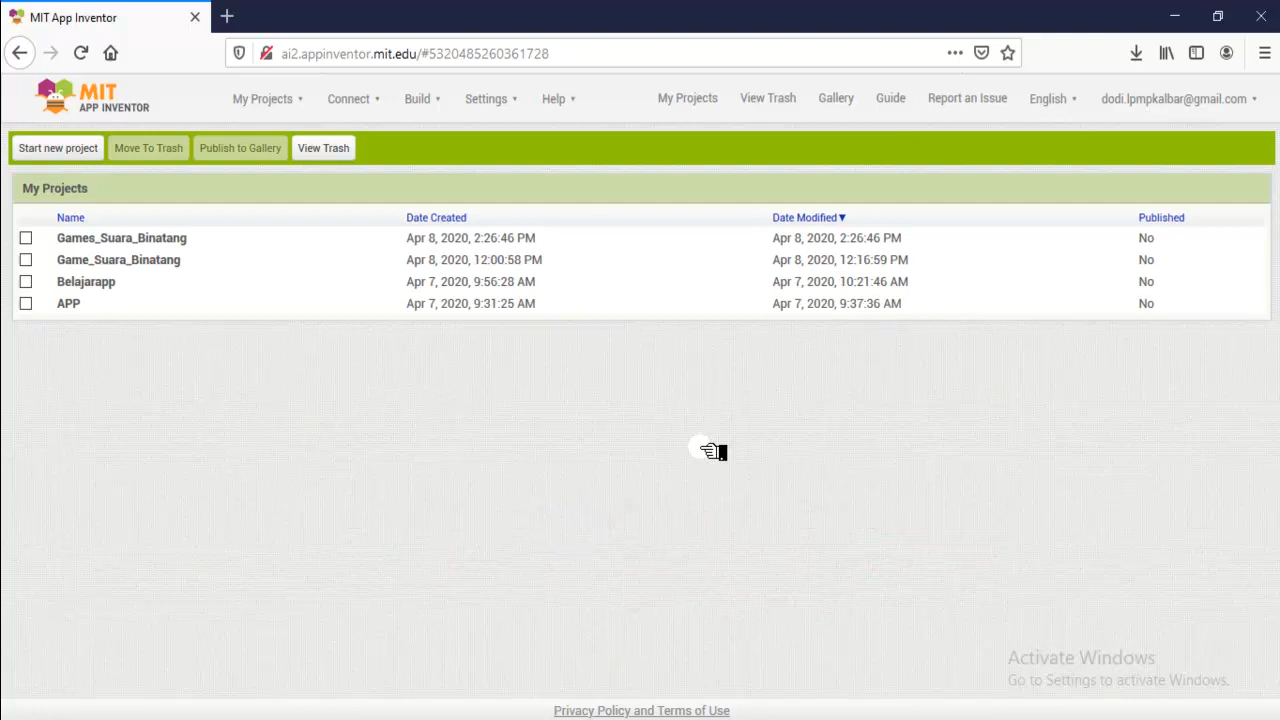 MIT App Inventor
ai2.appinventor.mit.edu/#5320485260361728
MIT
APP INVENTOR
My Projects Connect Build Settings Help My Projects View Trash Gallery Guide Report an Issue English dodi.lpmpkalbar@gmail.com
Start new project Move To Trash Publish to Gallery View Trash
My Projects
Name Date Created Date Modified▼ Published
Games_Suara_Binatang Apr 8, 2020, 2:26:46 PM Apr 8, 2020, 2:26:46 PM No
Game_Suara_Binatang Apr 8, 2020, 12:00:58 PM Apr 8, 2020, 12:16:59 PM No
Belajarapp Apr 7, 2020, 9:56:28 AM Apr 7, 2020, 10:21:46 AM No
APP Apr 7, 2020, 9:31:25 AM Apr 7, 2020, 9:37:36 AM No
Activate Windows
Go to Settings to activate Windows.
Privacy Policy and Terms of Use